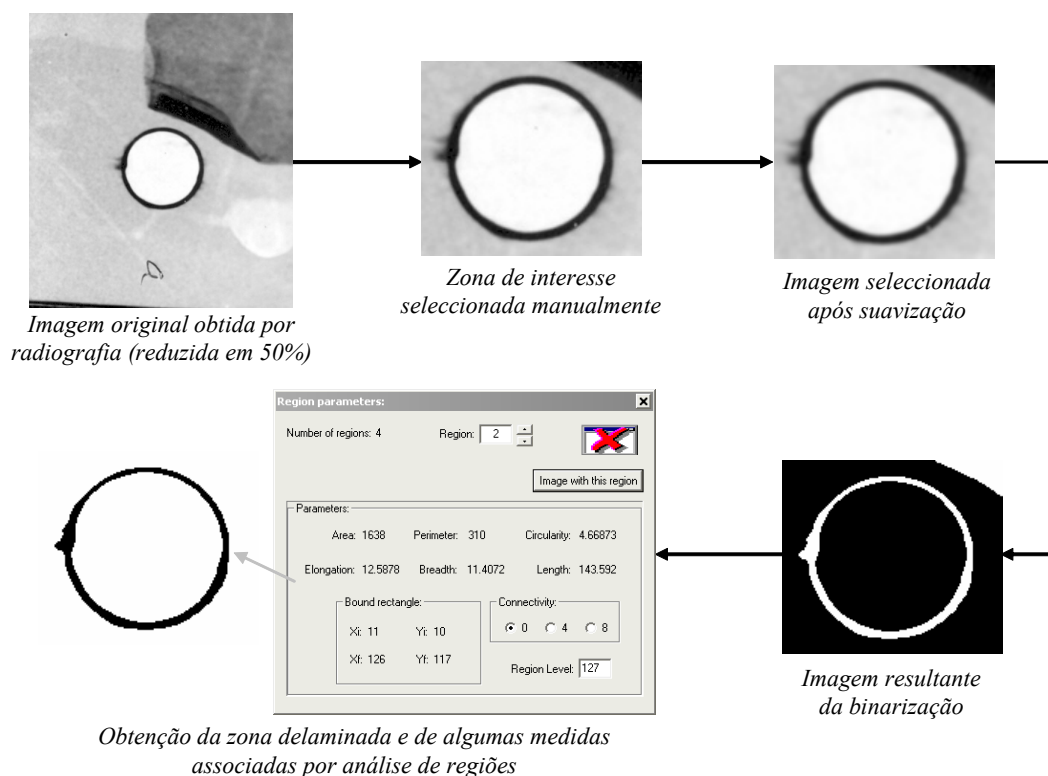 Imagem original obtida por
radiografia (reduzida em 50%)
Zona de interesse
seleccionada manualmente
Imagem seleccionada
após suavização
Region parameters:
Number of regions: 4 Region: 2
Image with this region
Parameters:
Area: 1638 Perimeter: 310 Circularity: 4.66873
Elongation: 12.5878 Breadth: 11.4072 Length: 143.592
Bound rectangle:
Xi: 11 Yi: 10
Xf: 126 Yf: 117
Connectivity:
0 4 8
Region Level: 127
Obtenção da zona delaminada e de algumas medidas
associadas por análise de regiões
Imagem resultante
da binarização